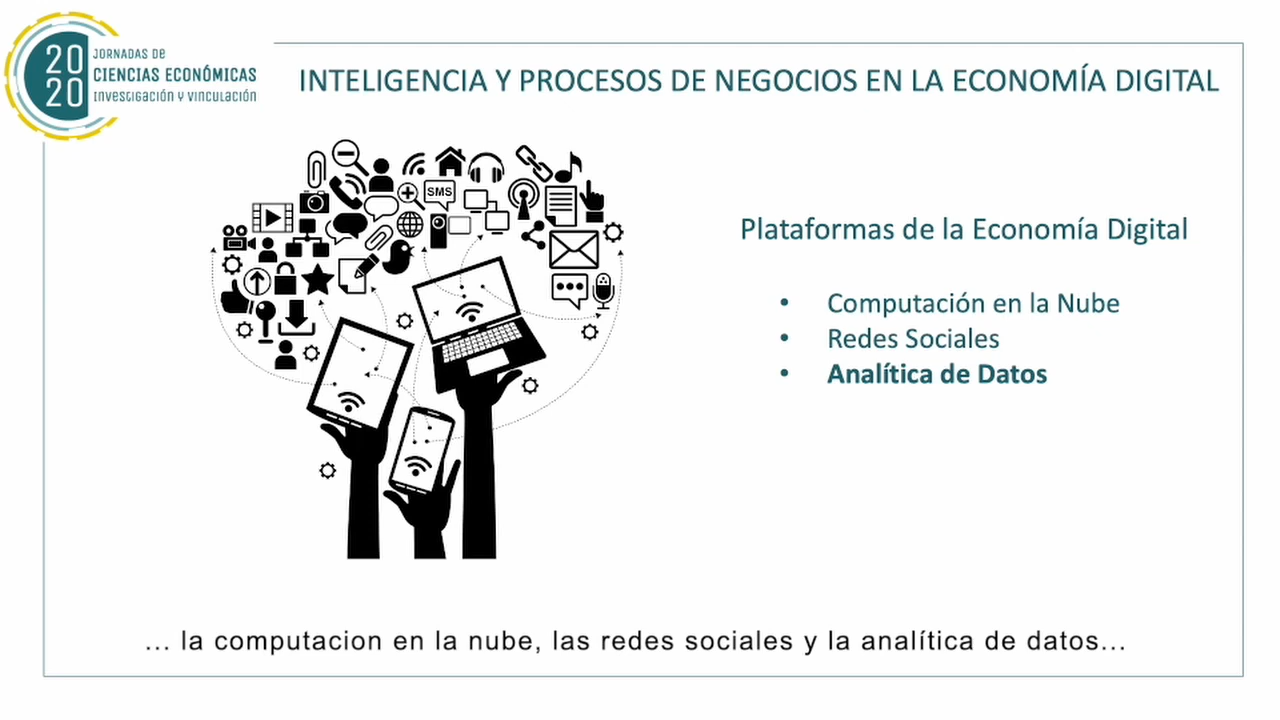 20
20
JORNADAS DE
CIENCIAS ECONÓMICAS
INVESTIGACIÓN Y VINCULACIÓN
INTELIGENCIA Y PROCESOS DE NEGOCIOS EN LA ECONOMÍA DIGITAL
SMS
Plataformas de la Economía Digital
• Computación en la Nube
• Redes Sociales
• Analítica de Datos
... la computacion en la nube, las redes sociales y la analítica de datos...